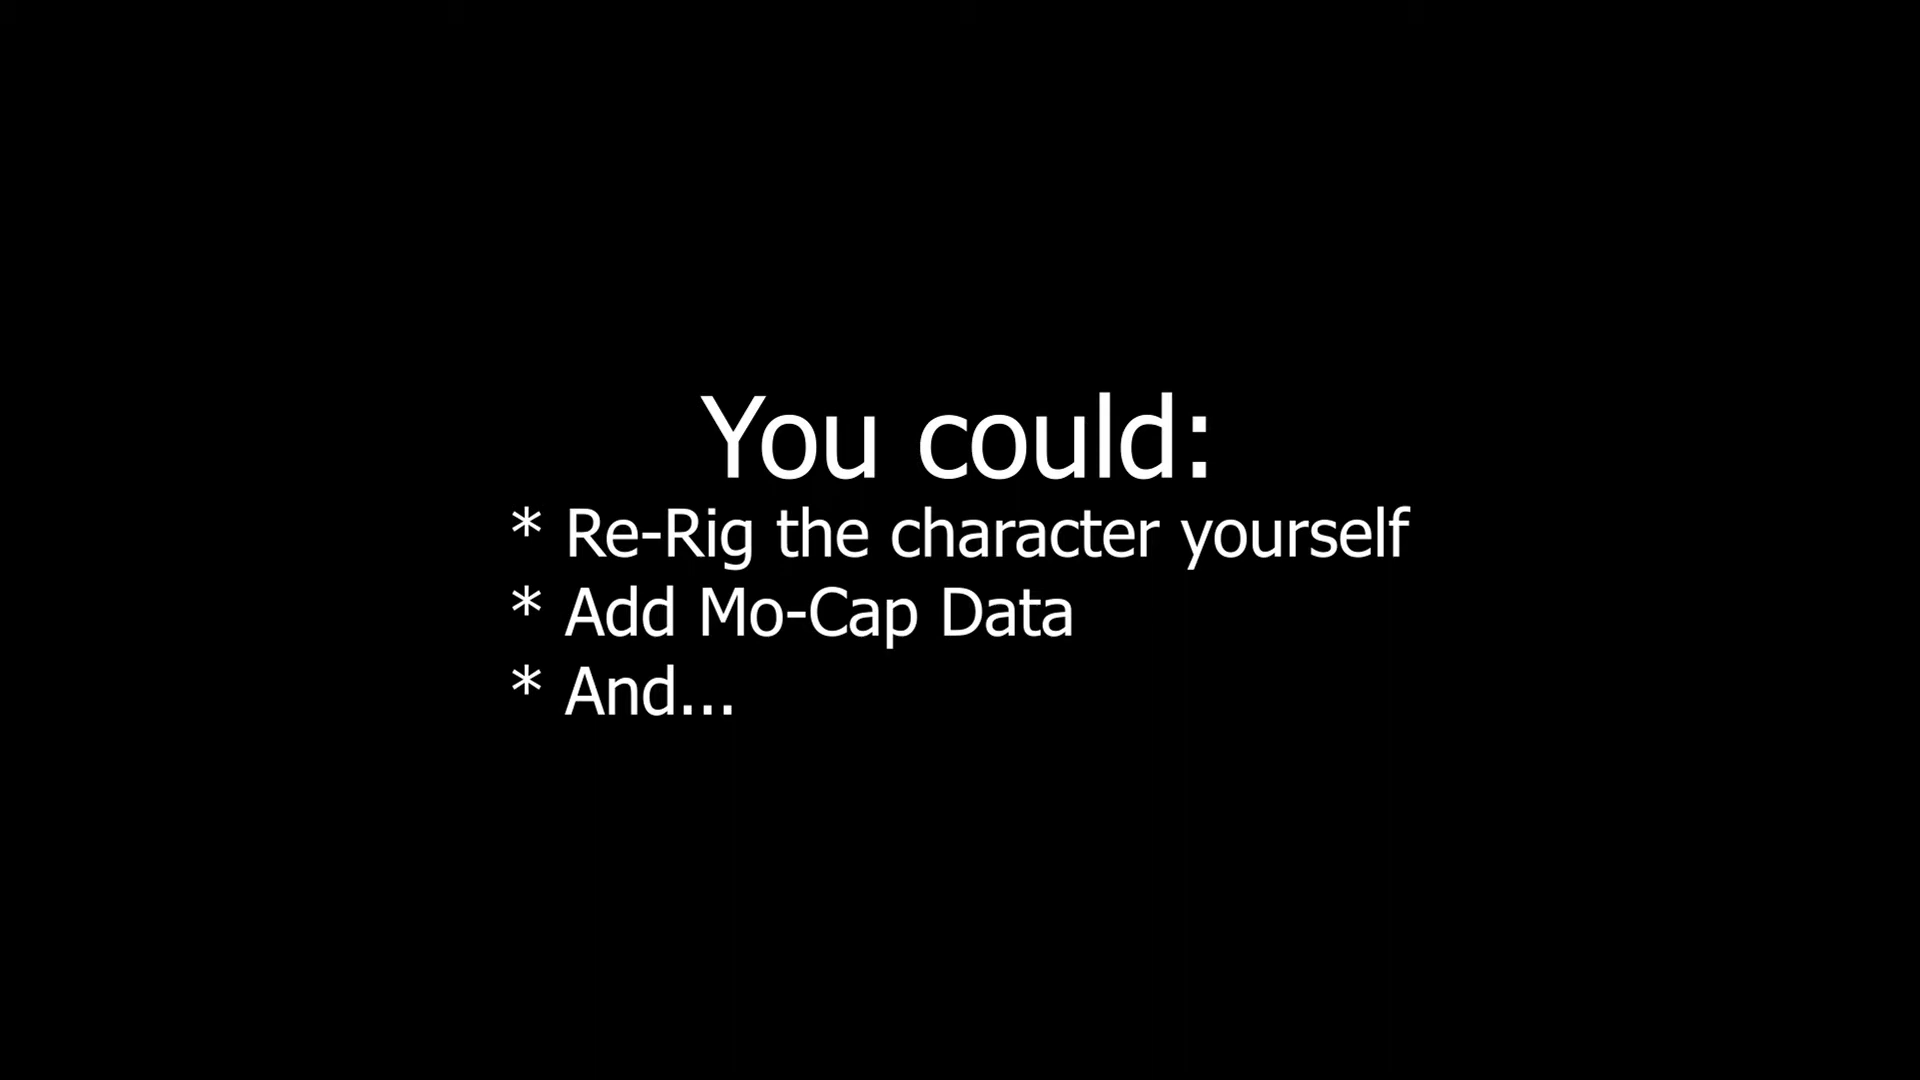 You could:
* Re-Rig the character yourself
* Add Mo-Cap Data
* And...